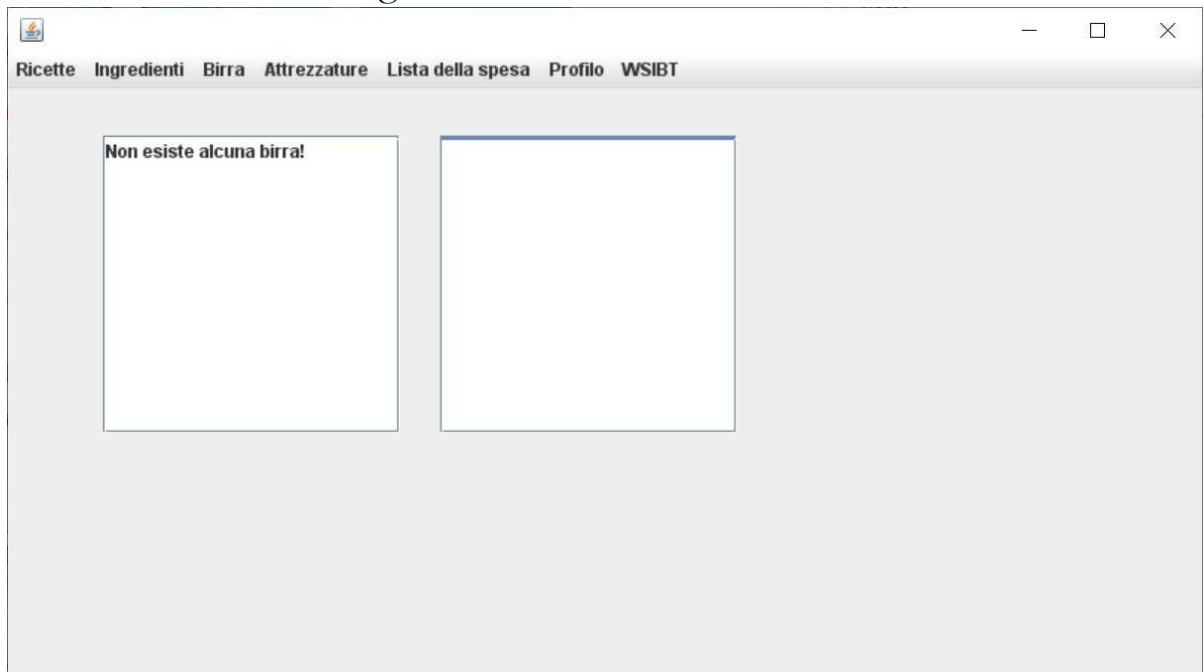 Ricette Ingredienti Birra Attrezzature Lista della spesa Profilo WSIBT
Non esiste alcuna birra!